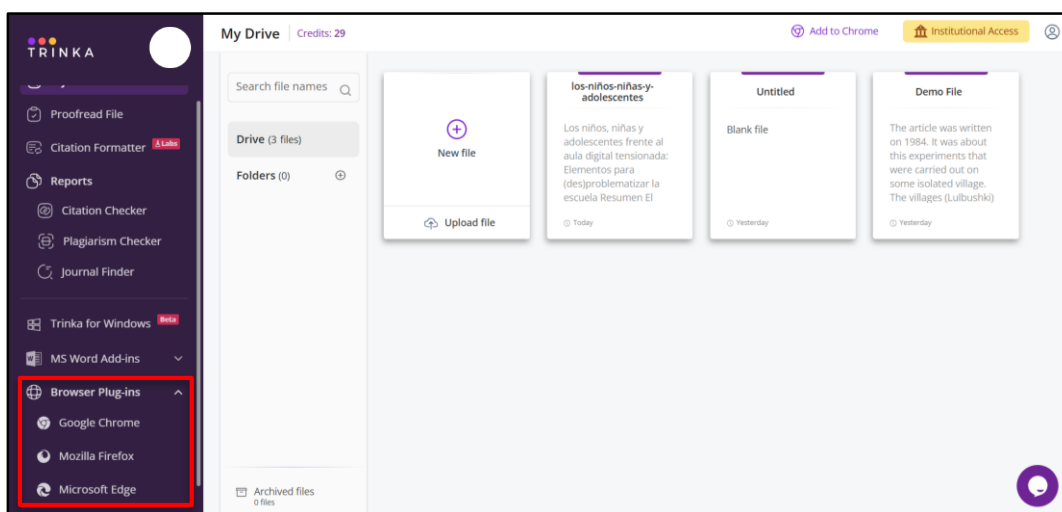 TRINKA
Proofread File
Citation Formatter
Labs
Reports
Citation Checker
Plagiarism Checker
Journal Finder
Trinka for Windows Beta
MS Word Add-ins
Browser Plug-ins
Google Chrome
Mozilla Firefox
Microsoft Edge
My Drive
Credits: 29
Add to Chrome
Institutional Access
Search file names
Drive (3 files)
Folders (0)
Archived files
0 files
New file
Upload file
los-niños-niñas-y-
adolescentes
Los niños, niñas y
adolescentes frente al
aula digital tensionada:
Elementos para
(des)problematizar la
escuela Resumen El
Today
Untitled
Blank file
Yesterday
Demo File
The article was written
on 1984. It was about
this experiments that
were carried out on
some isolated village.
The villages (Lulbushki)
Yesterday